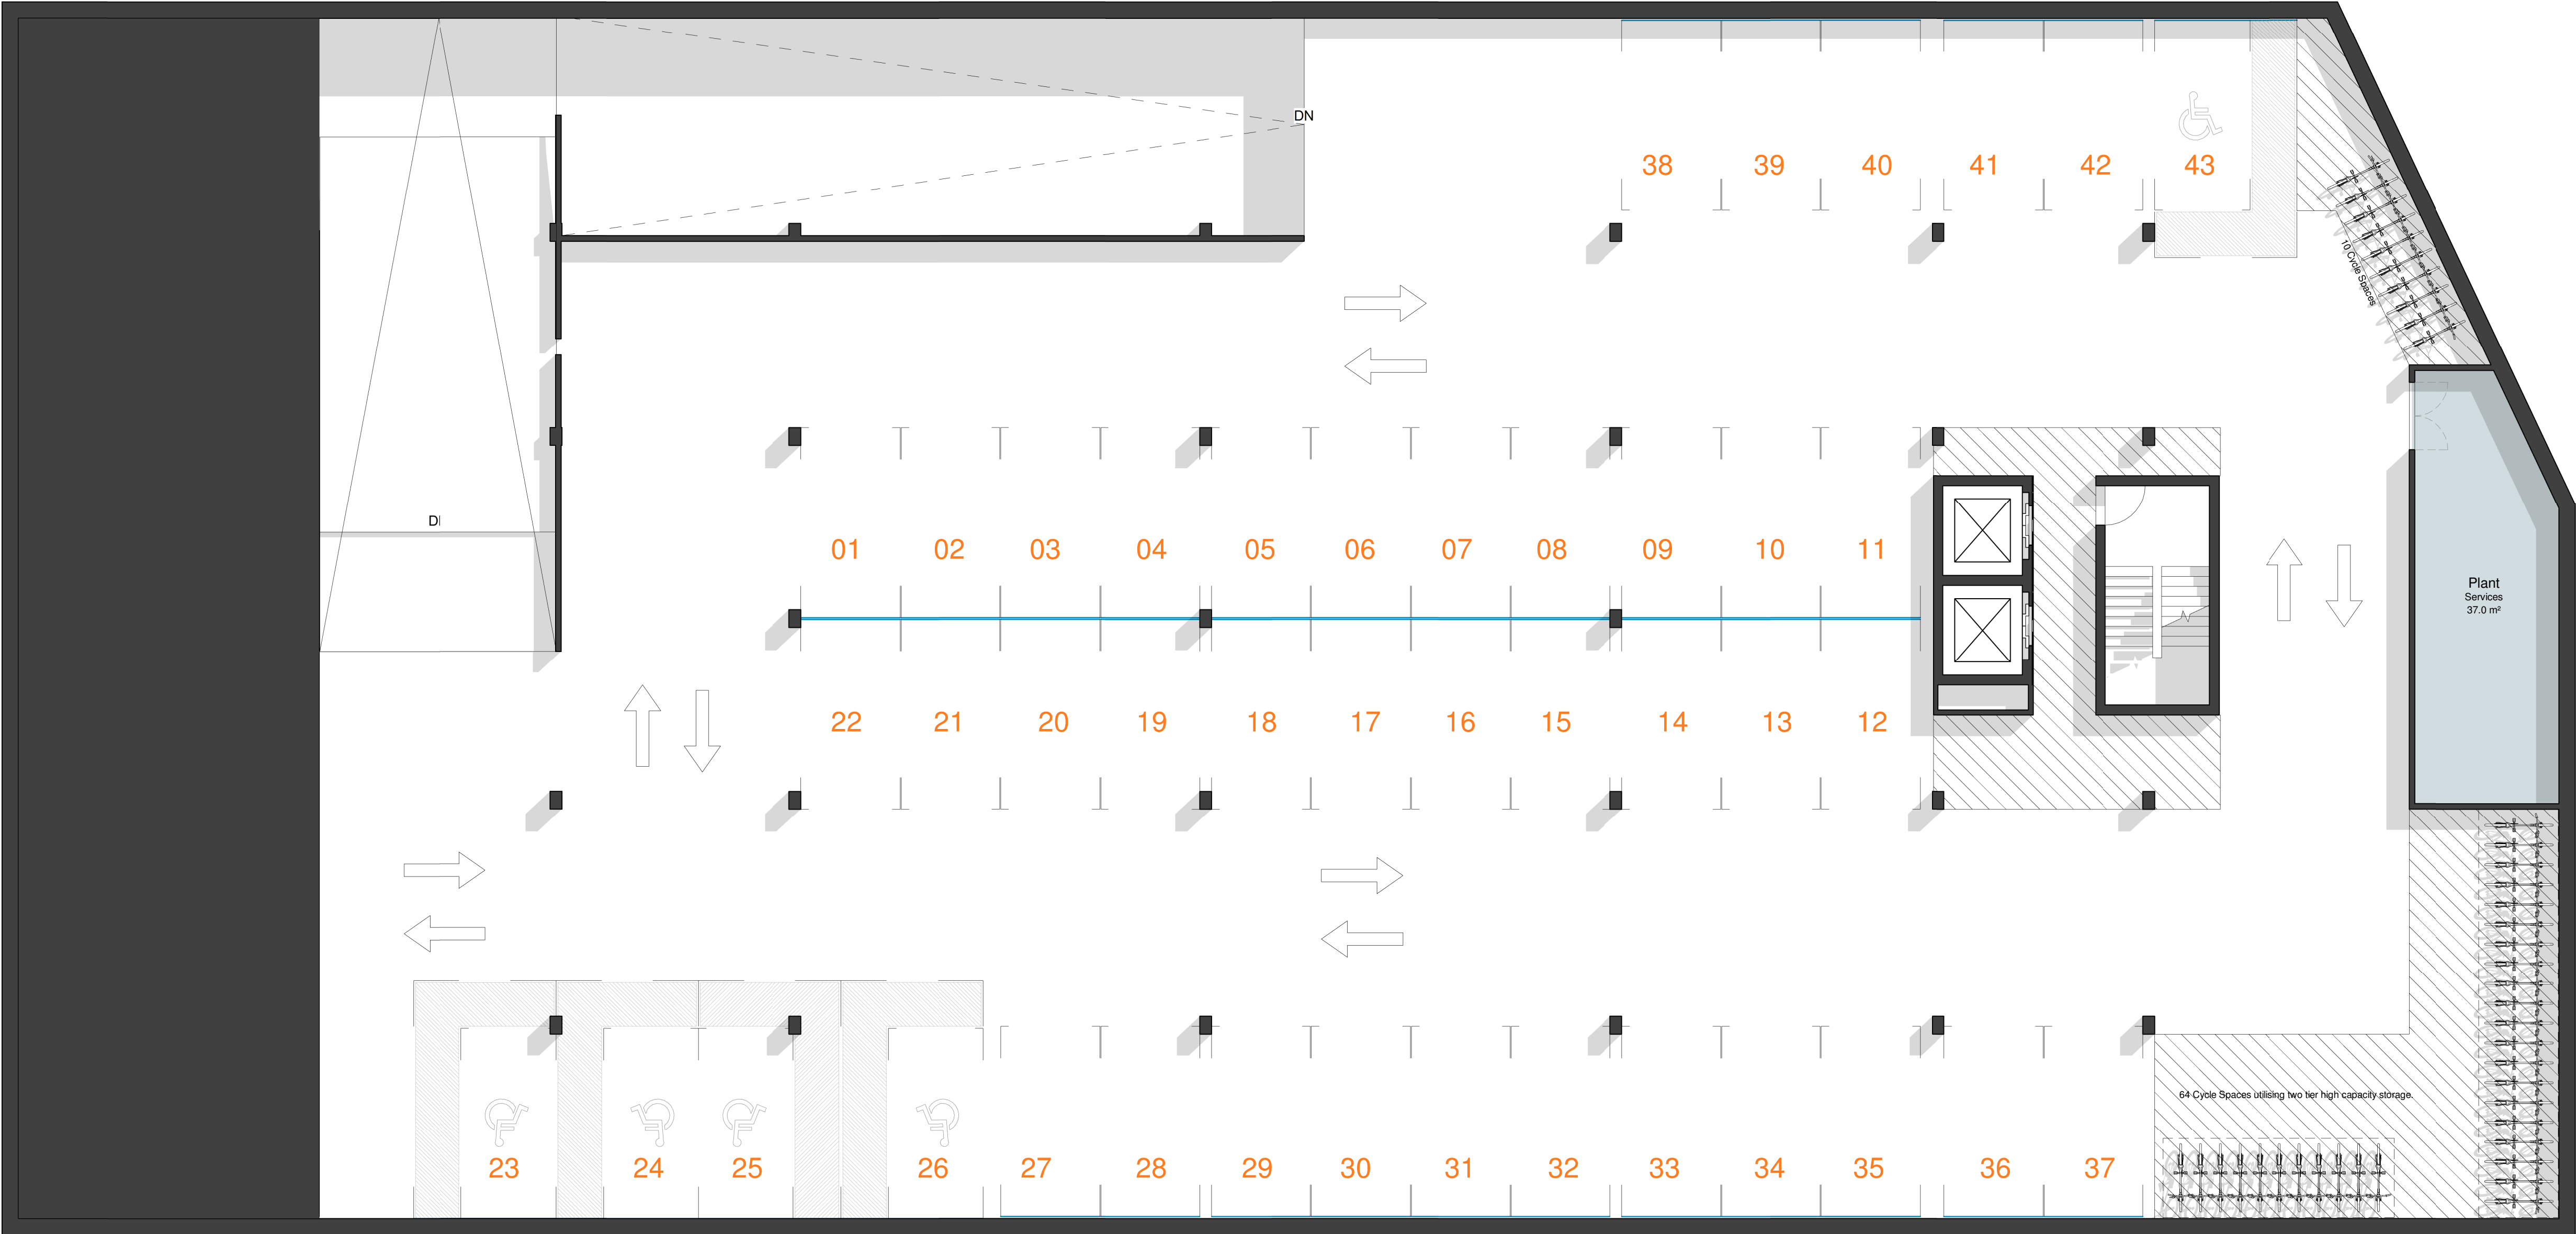 DN
38 39 40 41 42 43
10 Cycle Spaces
D
01 02 03 04 05 06 07 08 09 10 11
Plant
Services
37.0 m²
22 21 20 19 18 17 16 15 14 13 12
64 Cycle Spaces utilising two tier high capacity storage.
23 24 25 26 27 28 29 30 31 32 33 34 35 36 37